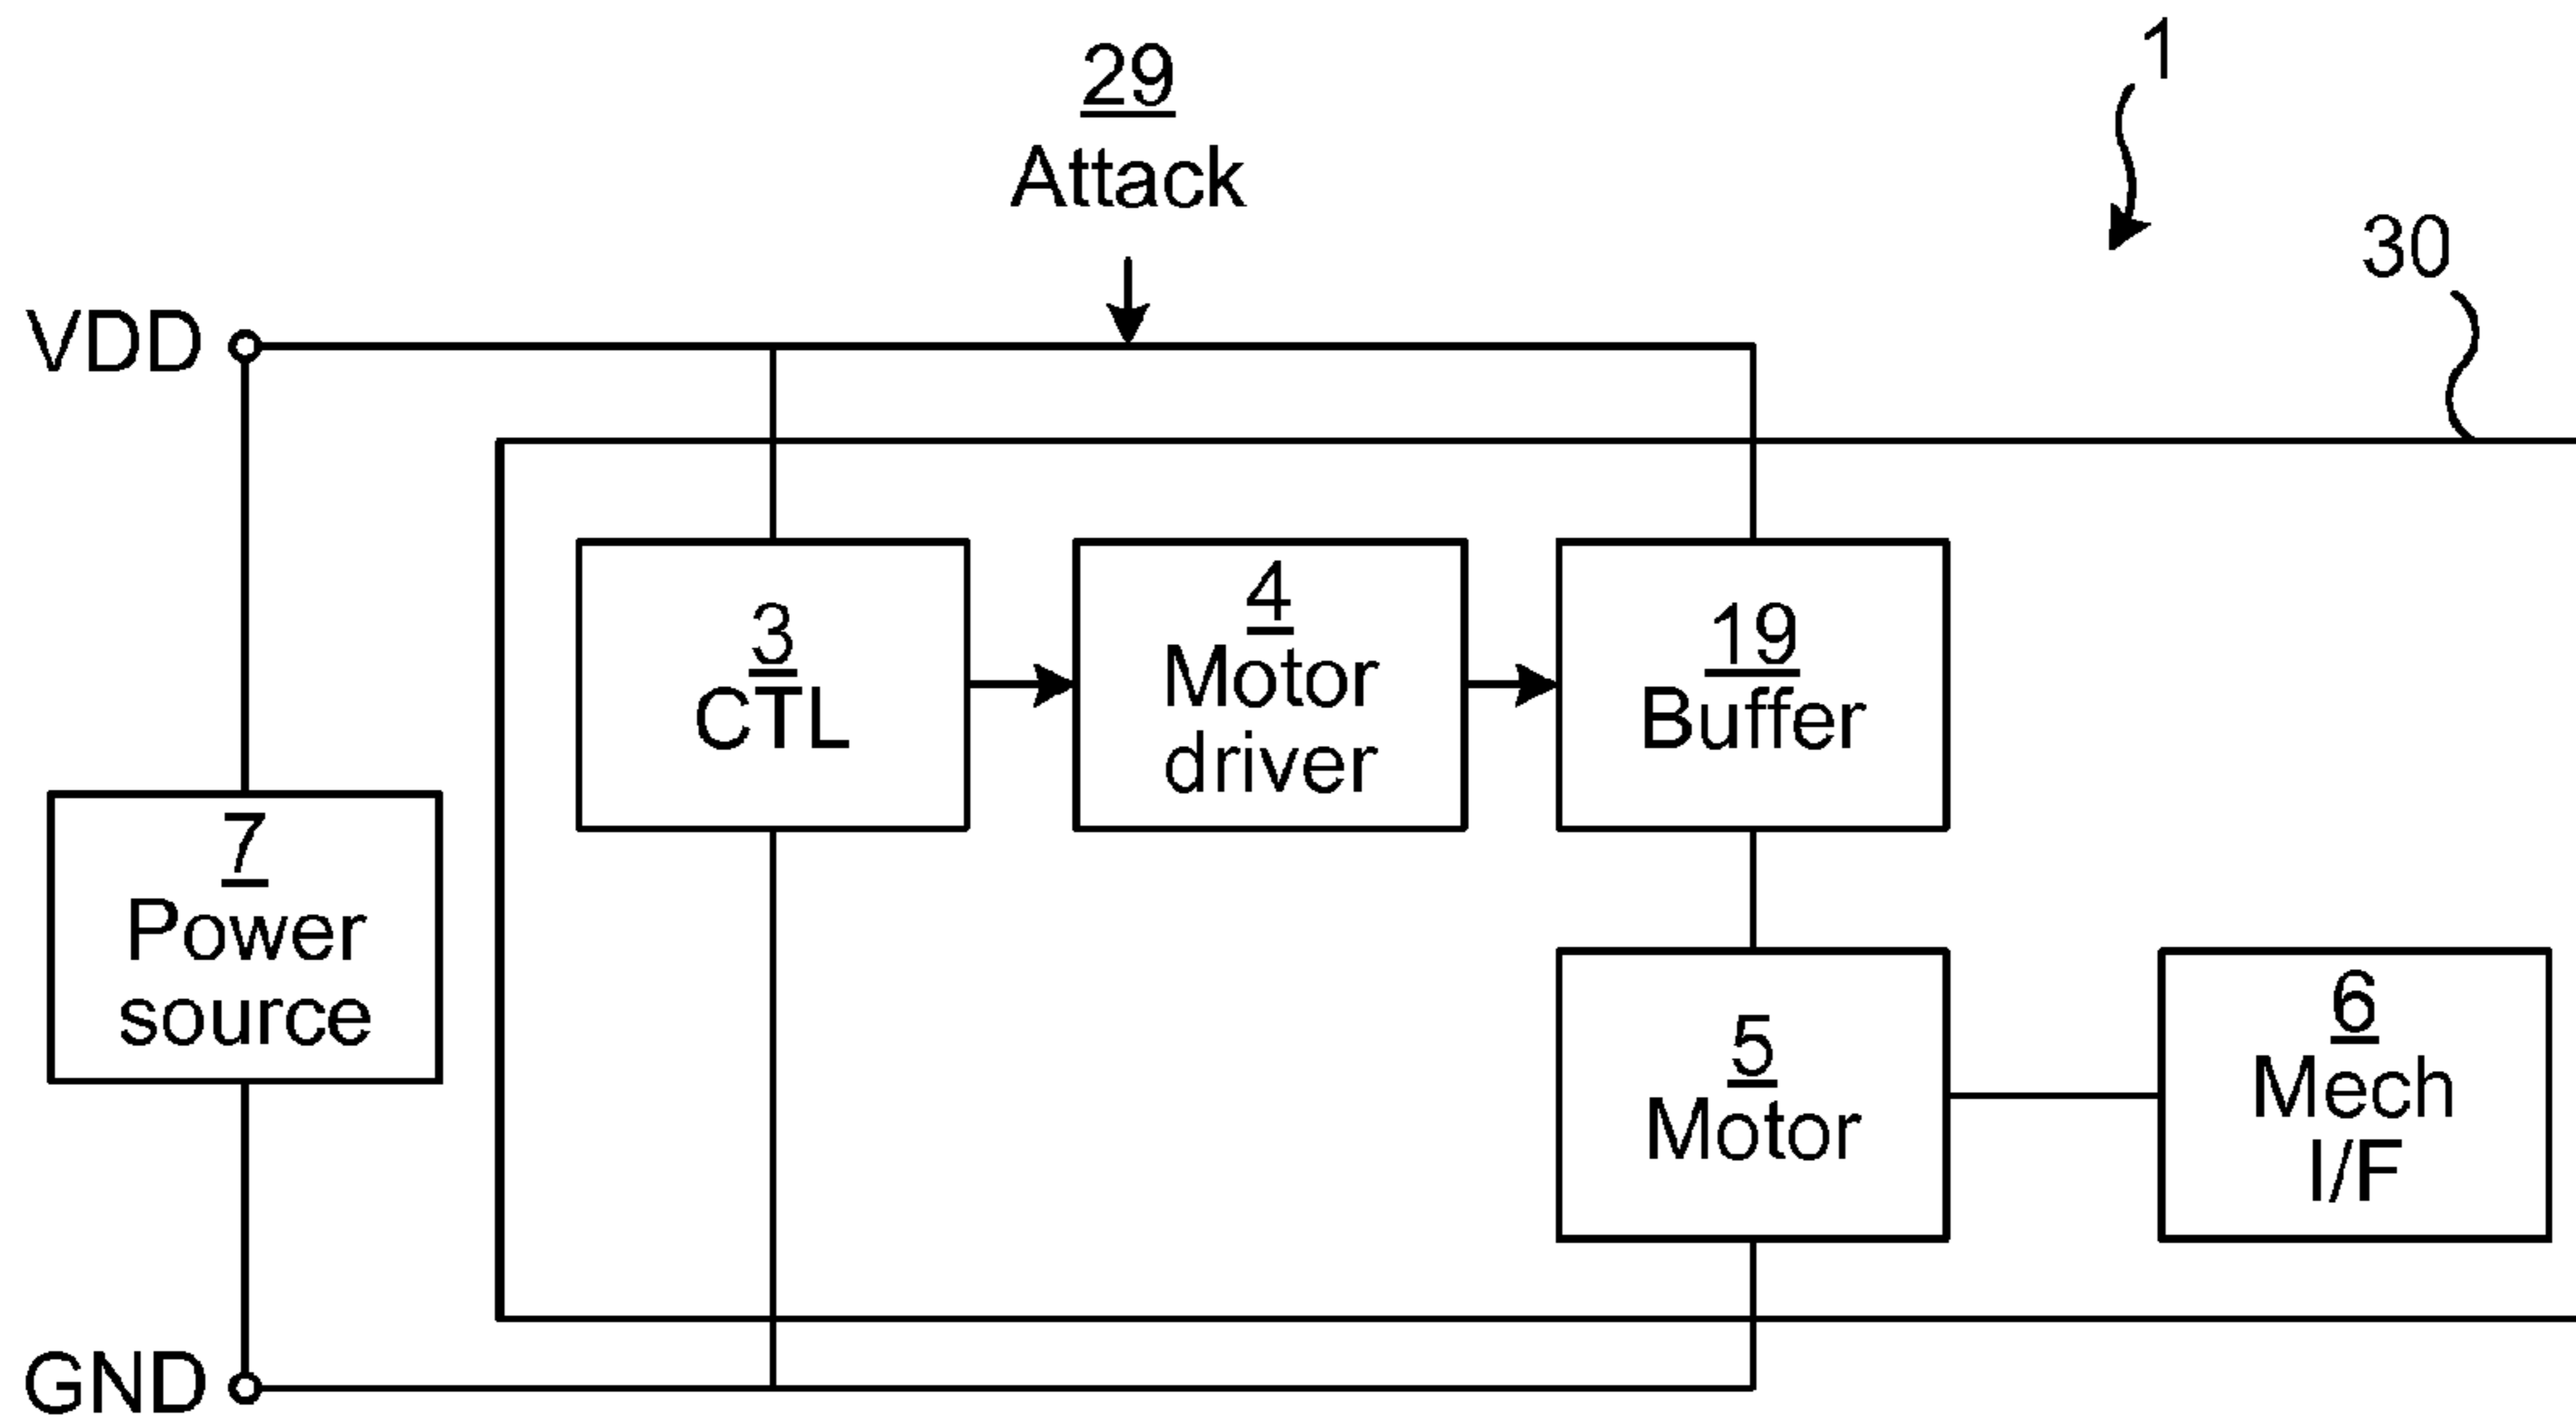 1
29
Attack
30
VDD
3
CTL
4
Motor
driver
19
Buffer
7
Power
source
5
Motor
6
Mech
I/F
GND